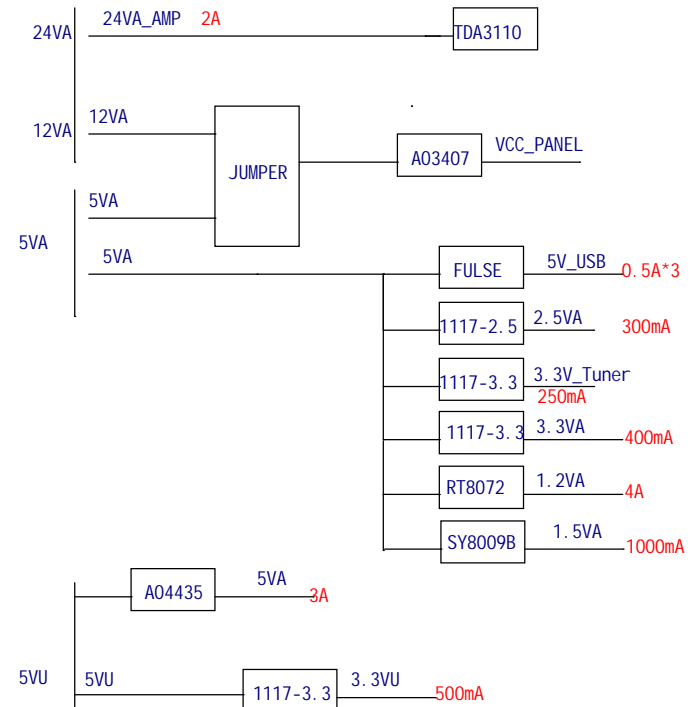 24VA
24VA_AMP 2A
TDA3110
12VA
12VA
JUMPER
AO3407
VCC_PANEL
5VA
5VA
5VA
FULSE
5V_USB
0.5A*3
1117-2.5
2.5VA
300mA
1117-3.3
3.3V_Tuner
250mA
1117-3.3
3.3VA
400mA
RT8072
1.2VA
4A
SY8009B
1.5VA
1000mA
AO4435
5VA
3A
5VU
5VU
1117-3.3
3.3VU
500mA